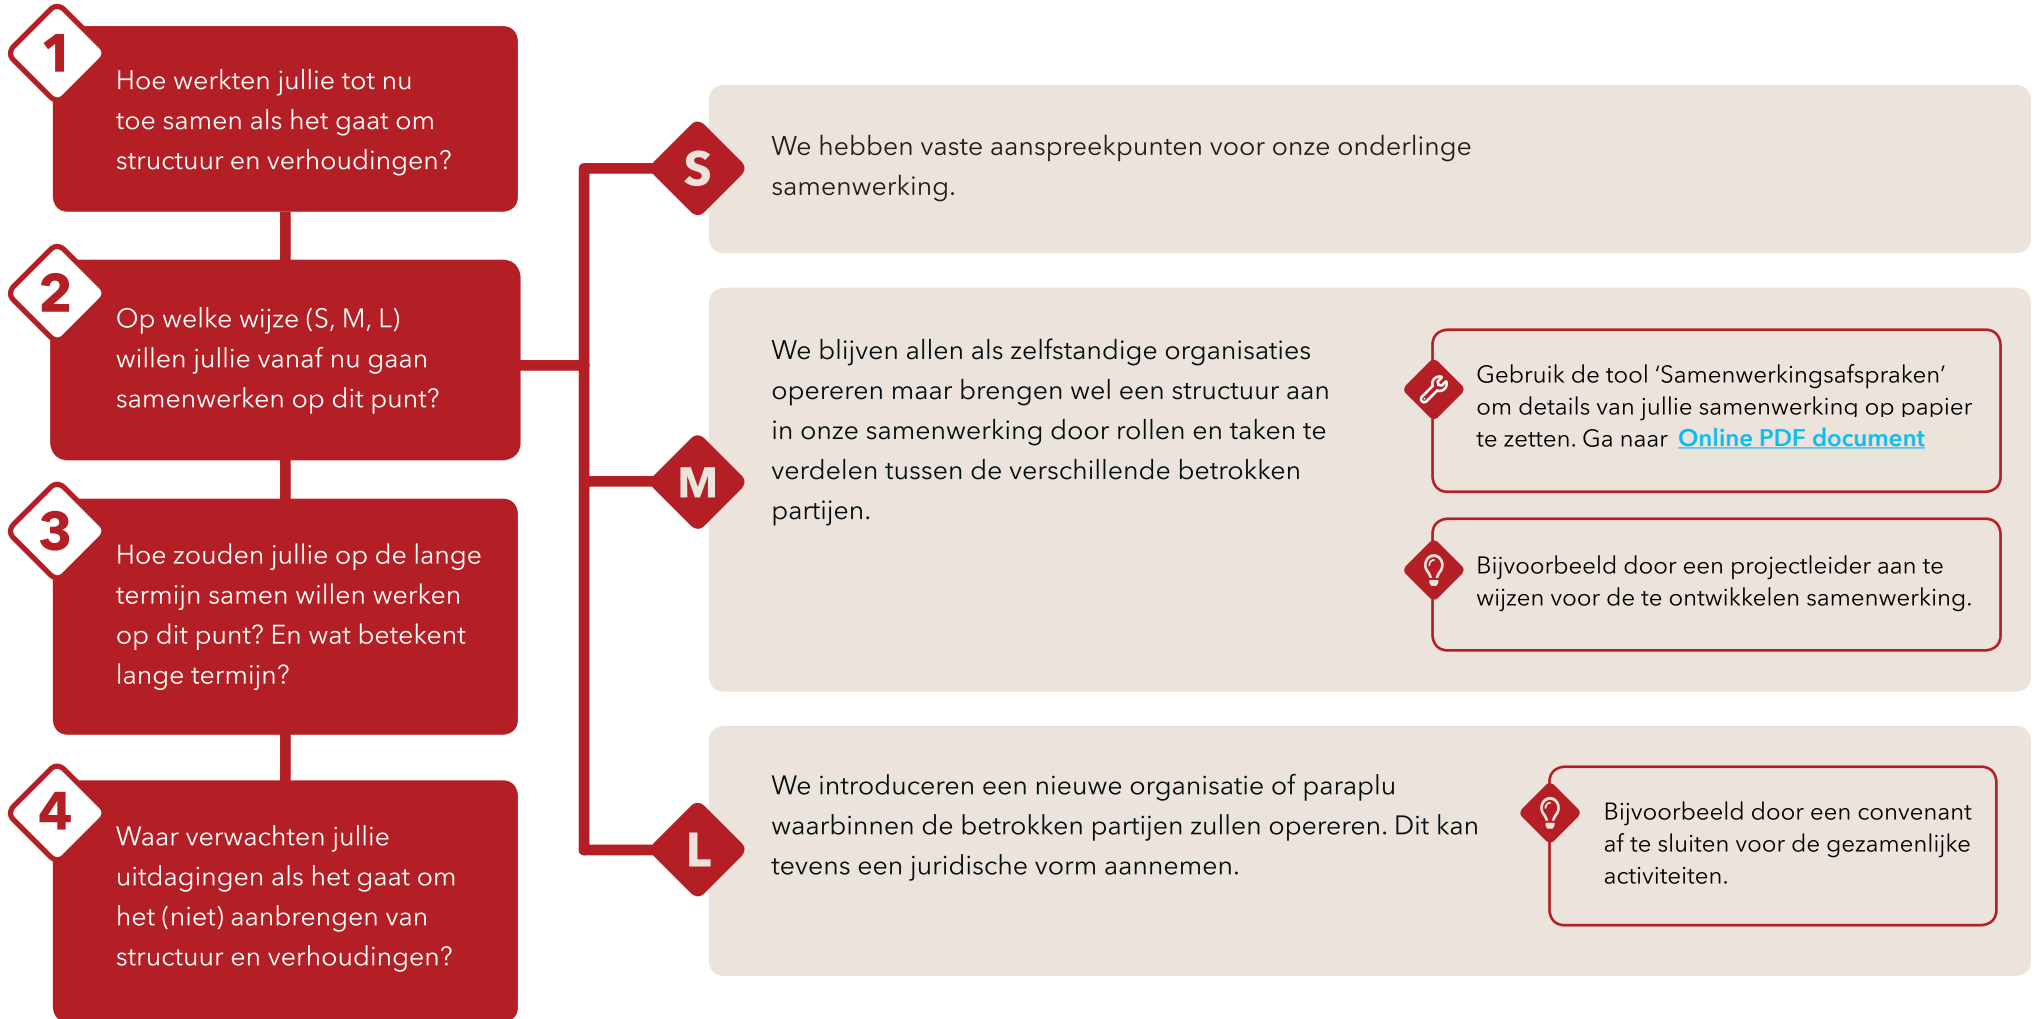 1
Hoe werkten jullie tot nu
toe samen als het gaat om
structuur en verhoudingen?
2
Op welke wijze (S, M, L)
willen jullie vanaf nu gaan
samenwerken op dit punt?
3
Hoe zouden jullie op de lange
termijn samen willen werken
op dit punt? En wat betekent
lange termijn?
4
Waar verwachten jullie
uitdagingen als het gaat om
het (niet) aanbrengen van
structuur en verhoudingen?
S
We hebben vaste aanspreekpunten voor onze onderlinge
samenwerking.
M
We blijven allen als zelfstandige organisaties
opereren maar brengen wel een structuur aan
in onze samenwerking door rollen en taken te
verdelen tussen de verschillende betrokken
partijen.
Gebruik de tool ‘Samenwerkingsafspraken’
om details van jullie samenwerking op papier
te zetten. Ga naar Online PDF document
Bijvoorbeeld door een projectleider aan te
wijzen voor de te ontwikkelen samenwerking.
L
We introduceren een nieuwe organisatie of paraplu
waarbinnen de betrokken partijen zullen opereren. Dit kan
tevens een juridische vorm aannemen.
Bijvoorbeeld door een convenant
af te sluiten voor de gezamenlijke
activiteiten.